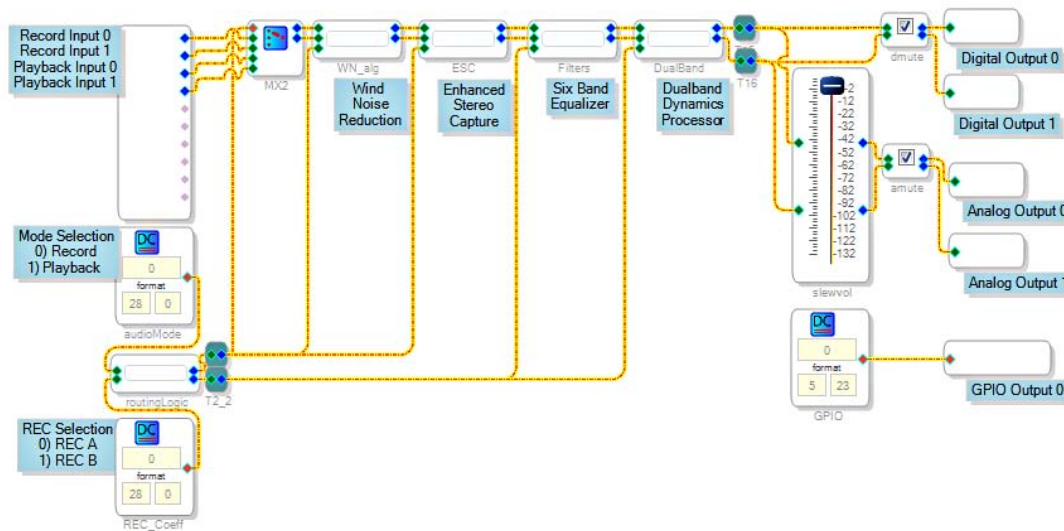 Record Input 0
Record Input 1
Playback Input 0
Playback Input 1
MX2
WN_alg
Wind
Noise
Reduction
ESC
Enhanced
Stereo
Capture
Filters
Six Band
Equalizer
DualBand
Dualband
Dynamics
Processor
T16
dmute
Digital Output 0
Digital Output 1
-2
-12
-22
-32
-42
-52
-62
-72
-82
-92
-102
-112
-122
-132
slewvol
amute
Analog Output 0
Analog Output 1
Mode Selection
0) Record
1) Playback
DC
0
format
28 0
audioMode
routingLogic
T2_2
REC Selection
0) REC A
1) REC B
DC
0
format
28 0
REC_Coeff
DC
0
format
5 23
GPIO
GPIO Output 0